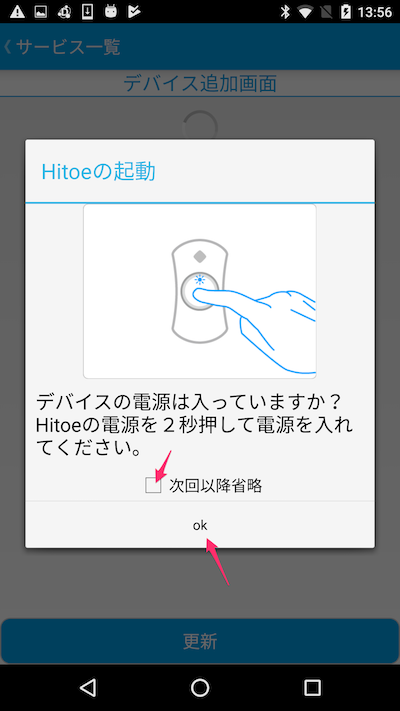 13:56
《 サービス一覧
デバイス追加画面
Hitoeの起動
デバイスの電源は入っていますか？
Hitoeの電源を２秒押して電源を入れ
てください。
次回以降省略
ok
更新